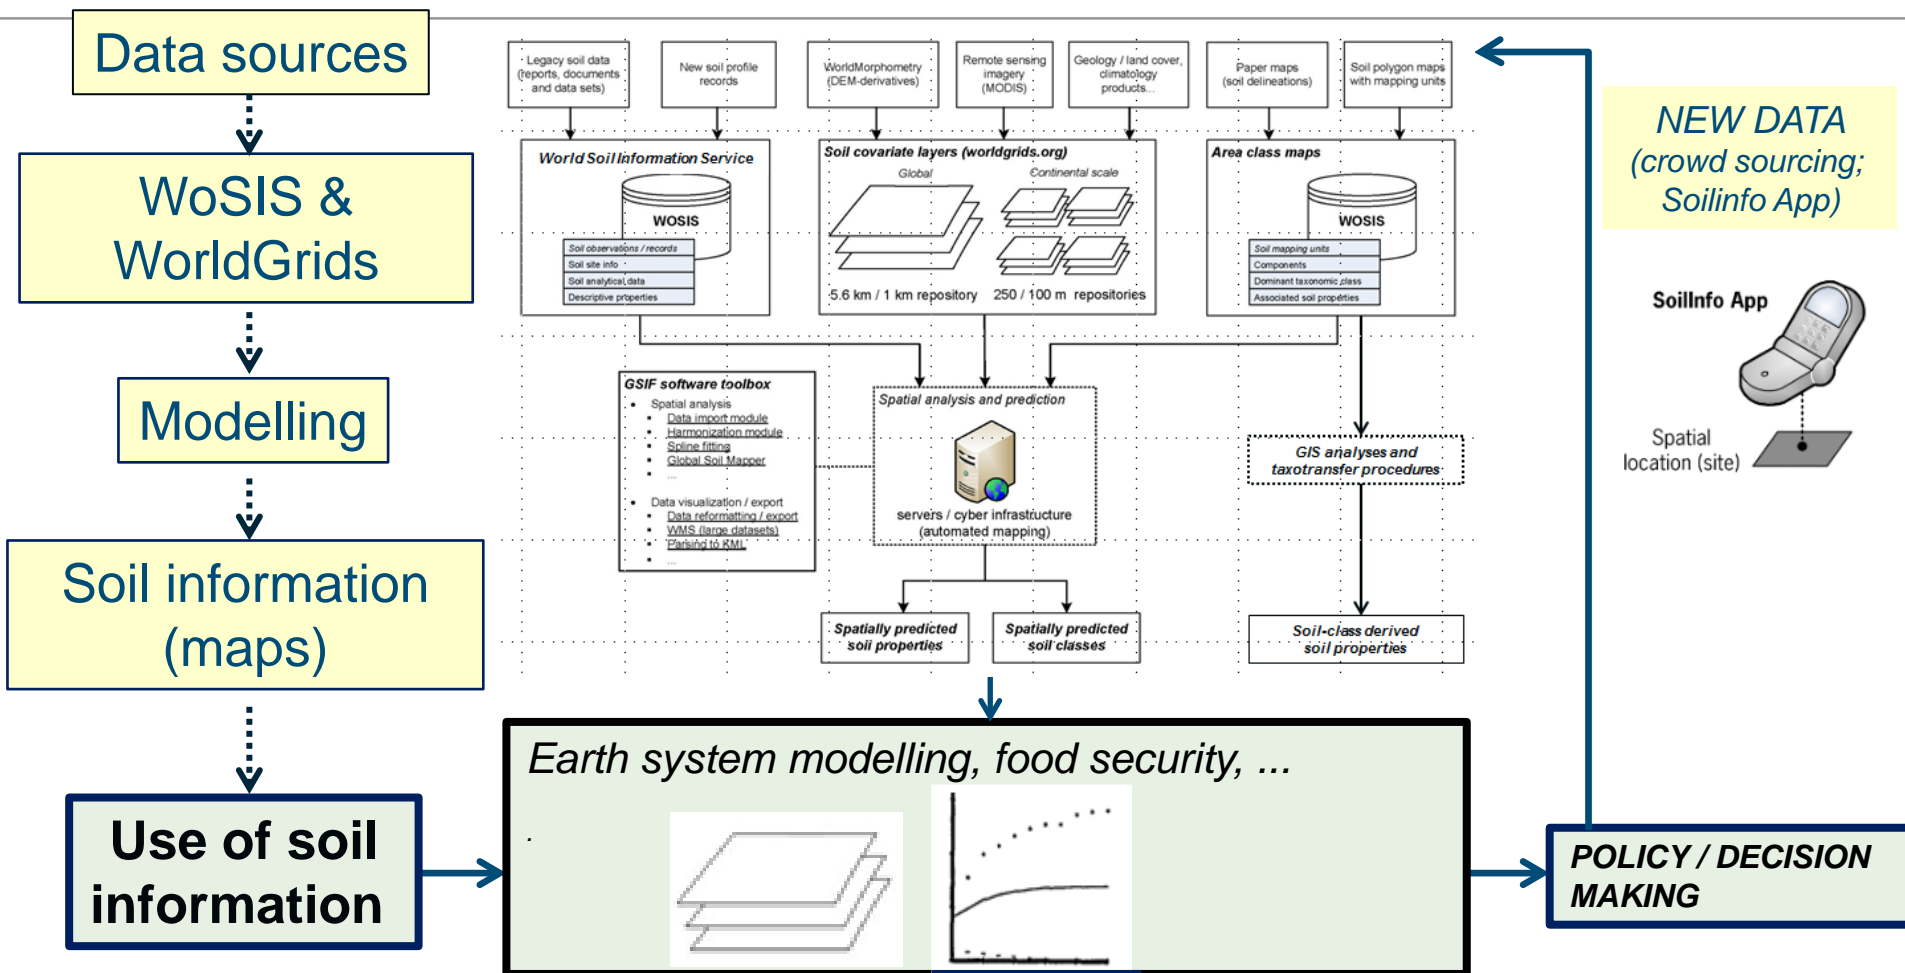 Data sources
WoSIS &
WorldGrids
Modelling
Soil information
(maps)
Use of soil
information
Legacy soil data
(reports, documents
and data sets)
New soil profile
records
WorldMorphometry
(DEM-derivatives)
Remote sensing
imagery
(MODIS)
Geology / land cover,
climatology
products...
Paper maps
(soil delineations)
Soil polygon maps
with mapping units
World Soil Information Service
WOSIS
Soil observations / records
Soil site info
Soil analytical data
Descriptive properties
Soil covariate layers (worldgrids.org)
Global
Continental scale
5.6 km / 1 km repository
250 / 100 m repositories
Area class maps
WOSIS
Soil mapping units
Components
Dominant taxonomic class
Associated soil properties
GSIF software toolbox
• Spatial analysis
▪ Data import module
▪ Harmonization module
▪ Spline fitting
▪ Global Soil Mapper
▪ ...
• Data visualization / export
▪ Data reformatting / export
▪ WMS (large datasets)
▪ Parsing to KML
▪ ...
Spatial analysis and prediction
servers / cyber infrastructure
(automated mapping)
GIS analyses and
taxotransfer procedures
Spatially predicted
soil properties
Spatially predicted
soil classes
Soil-class derived
soil properties
Earth system modelling, food security, ...
.
NEW DATA
(crowd sourcing;
Soilinfo App)
SoilInfo App
Spatial
location (site)
POLICY / DECISION
MAKING